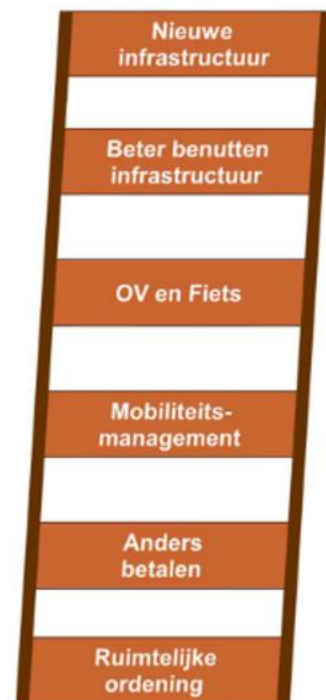 Nieuwe
infrastructuur
Beter benutten
infrastructuur
OV en Fiets
Mobiliteits-
management
Anders
betalen
Ruimtelijke
ordening